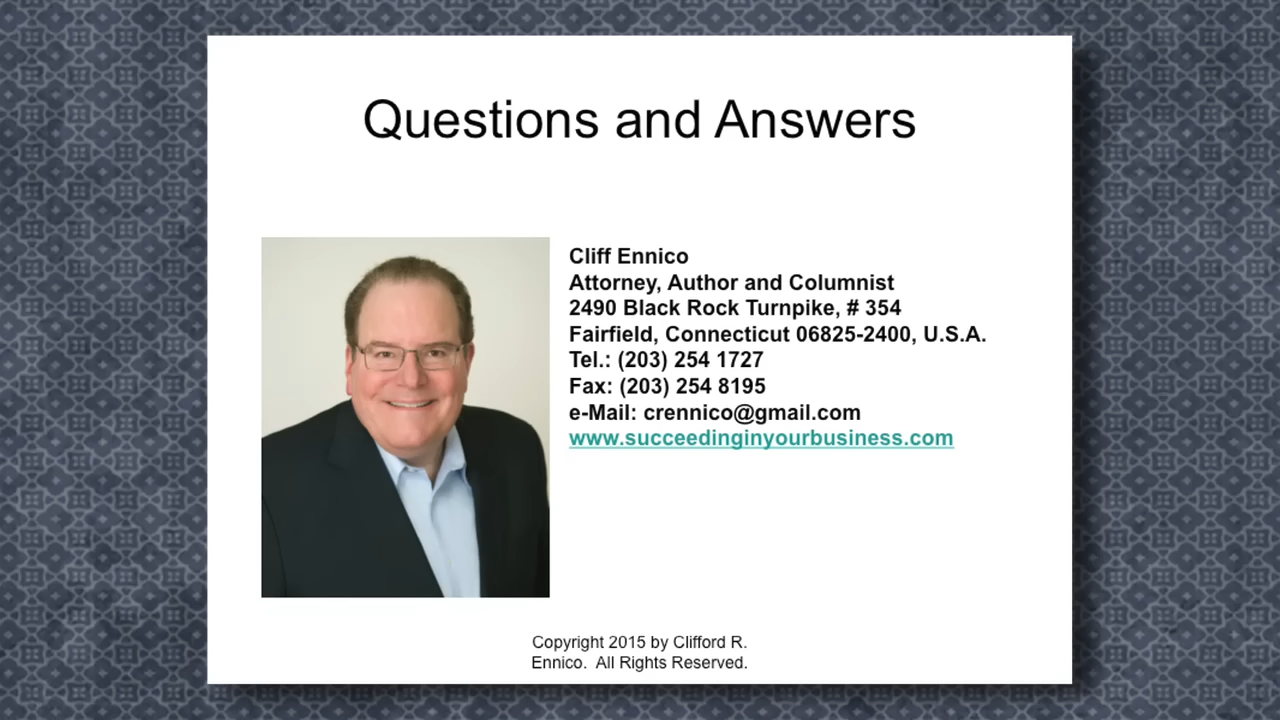 Questions and Answers
Cliff Ennico
Attorney, Author and Columnist
2490 Black Rock Turnpike, # 354
Fairfield, Connecticut 06825-2400, U.S.A.
Tel.: (203) 254 1727
Fax: (203) 254 8195
e-Mail: crennico@gmail.com
www.succeedinginyourbusiness.com
Copyright 2015 by Clifford R.
Ennico.  All Rights Reserved.